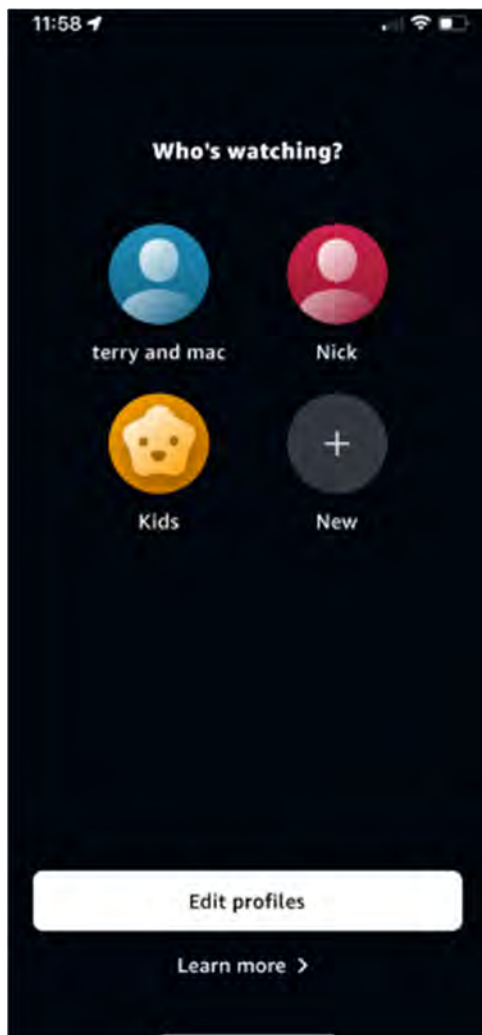 11:58
Who's watching?
terry and mac
Nick
Kids
New
Edit profiles
Learn more